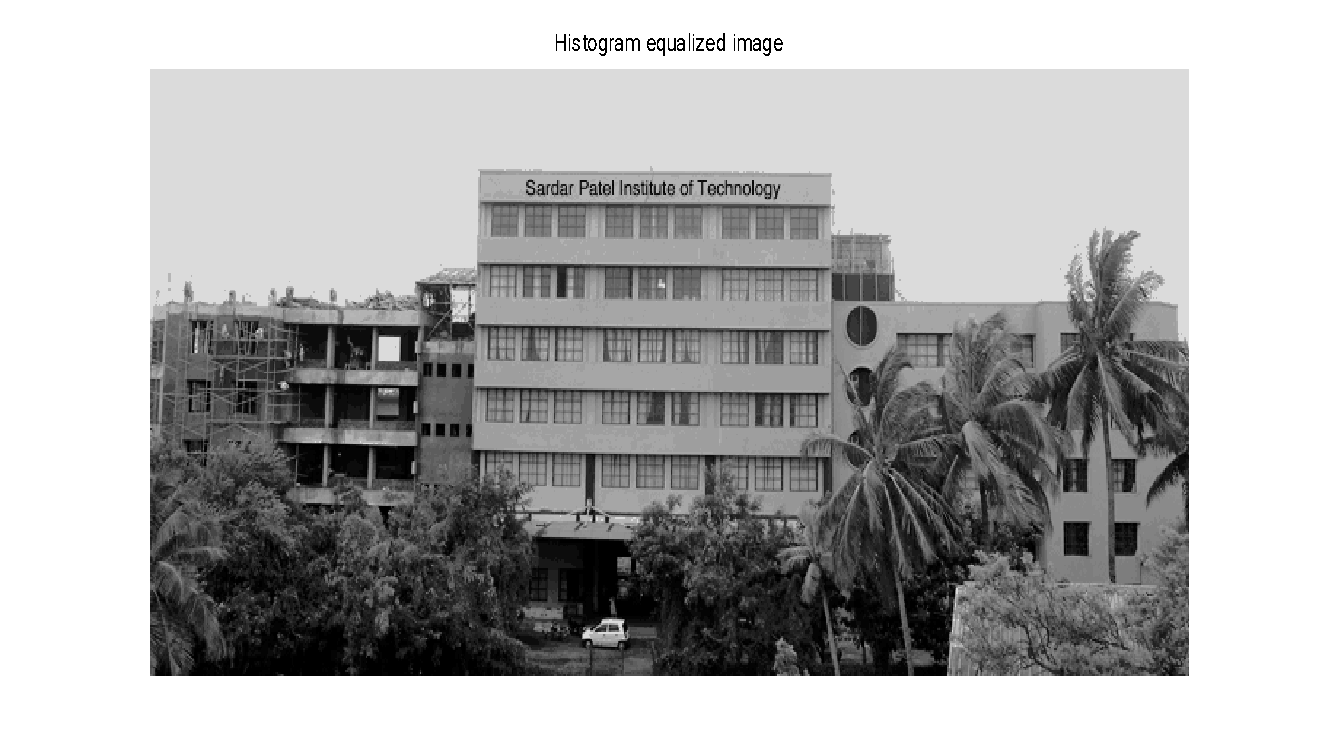 Histogram equalized image
Sardar Patel Institute of Technology